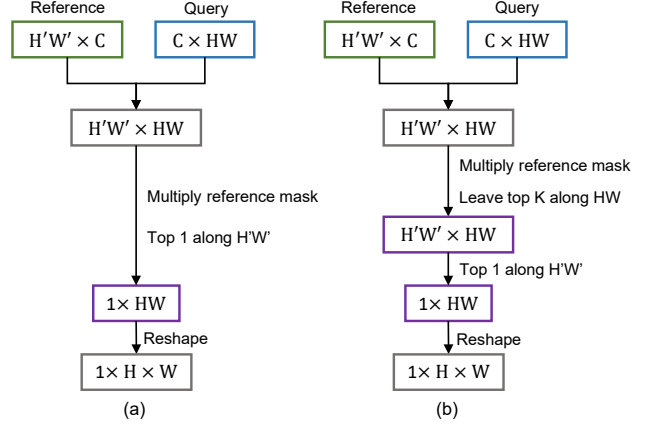 Reference Query
H′W′ × C C × HW
H′W′ × HW
Multiply reference mask
Top 1 along H'W'
1× HW
Reshape
1× H × W
(a)
Reference Query
H′W′ × C C × HW
H′W′ × HW
Multiply reference mask
Leave top K along HW
H′W′ × HW
Top 1 along H'W'
1× HW
Reshape
1× H × W
(b)